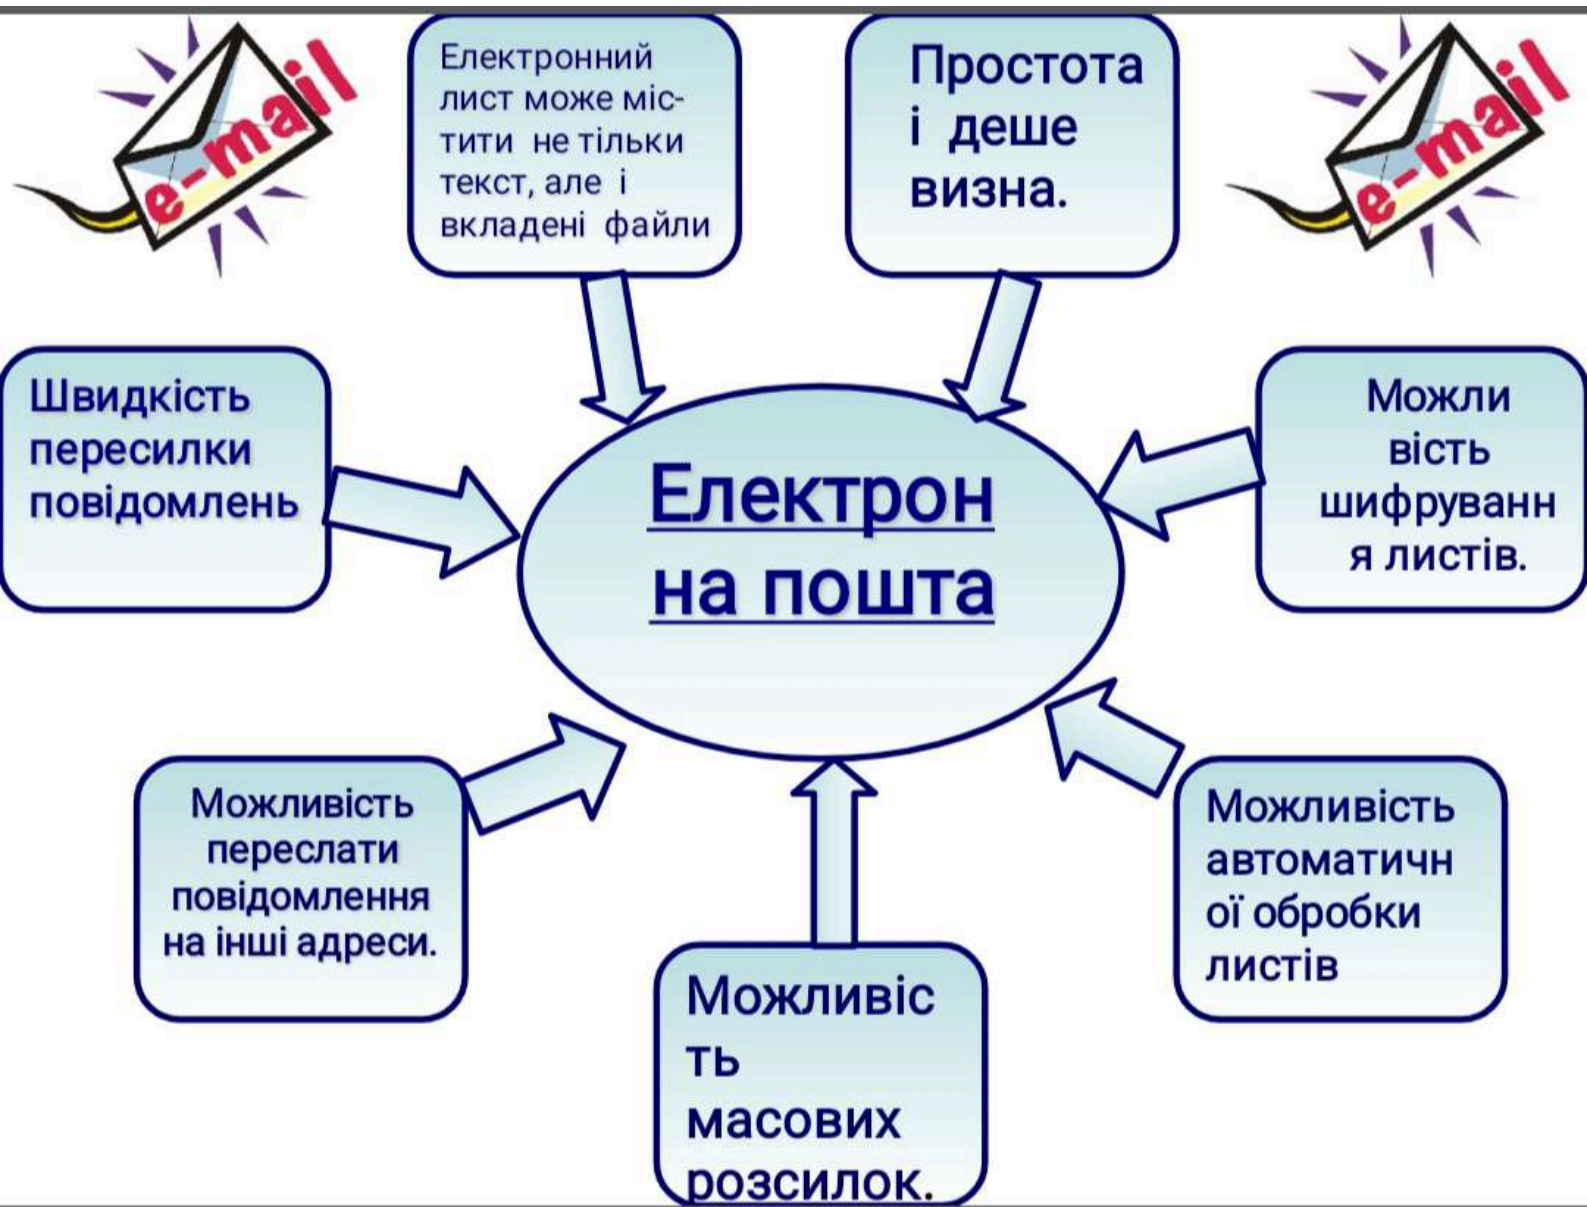 e-mail
Електронний
лист може міс-
тити не тільки
текст, але і
вкладені файли
Простота
і деше
визна.
e-mail
Швидкість
пересилки
повідомлень
Електрон
на пошта
Можли
вість
шифруванн
я листів.
Можливість
переслати
повідомлення
на інші адреси.
Можливіс
ть
масових
розсилок.
Можливість
автоматичн
ої обробки
листів